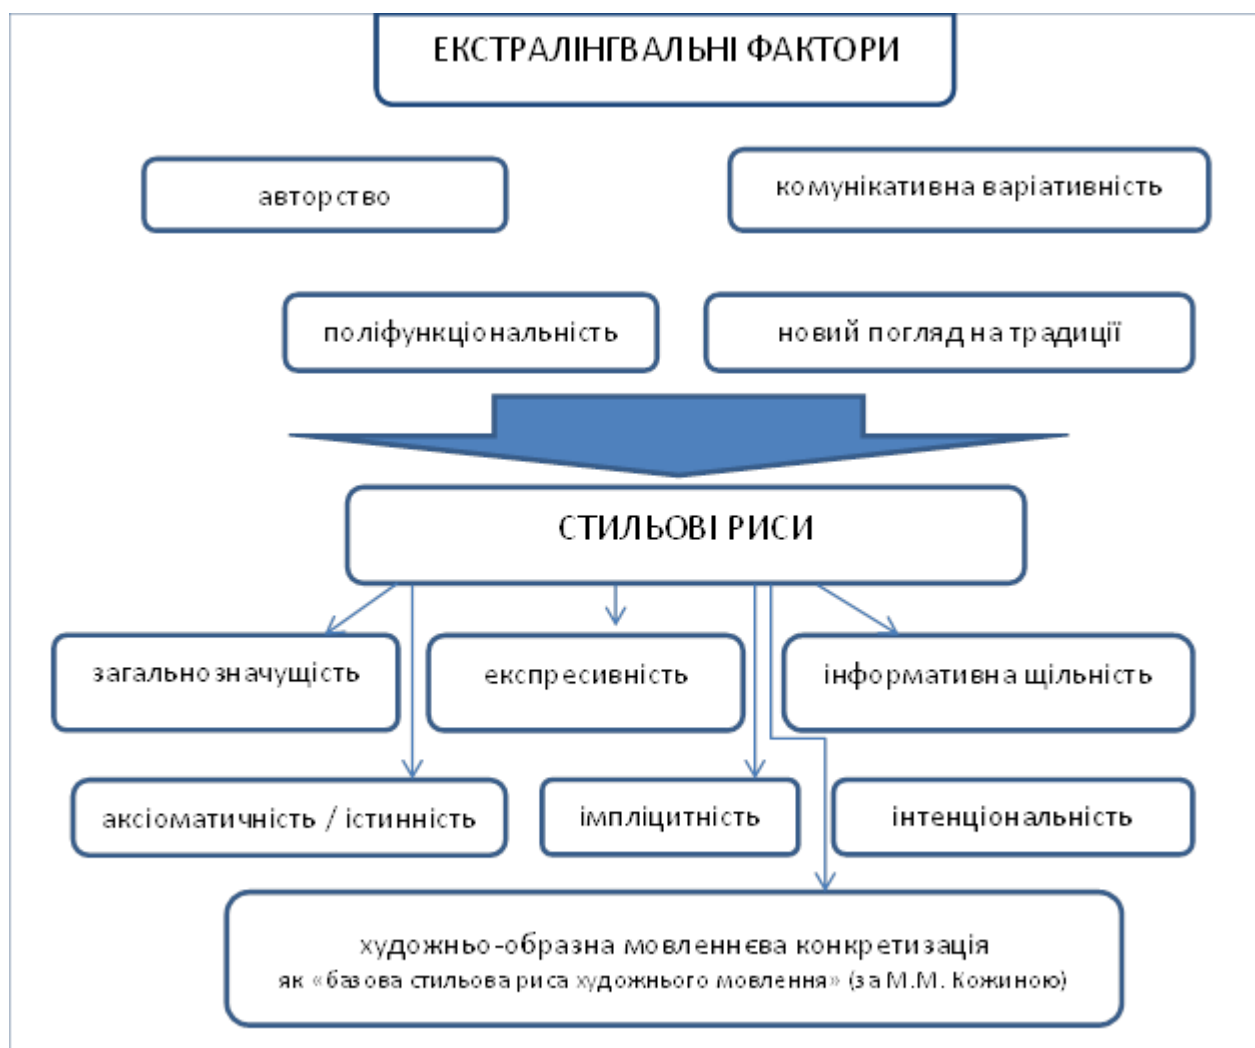 ЕКСТРАЛІНГВАЛЬНІ ФАКТОРИ
авторство
комунікативна варіативність
поліфункціональність
новий погляд на традиції
СТИЛЬОВІ РИСИ
загальнозначущість
експресивність
інформативна щільність
аксіоматичність / істинність
імпліцитність
інтенціональність
художньо-образна мовленнєва конкретизація
як «базова стильова риса художнього мовлення» (за М.М. Кожиною)